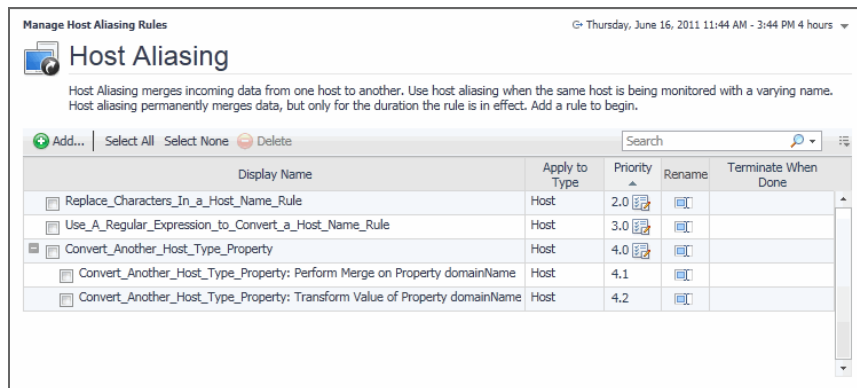 Manage Host Aliasing Rules
Thursday, June 16, 2011 11:44 AM - 3:44 PM 4 hours
Host Aliasing
Host Aliasing merges incoming data from one host to another. Use host aliasing when the same host is being monitored with a varying name.
Host aliasing permanently merges data, but only for the duration the rule is in effect. Add a rule to begin.
Add... Select All Select None Delete Search
Display Name Apply to Type Priority Rename Terminate When Done
Replace_Characters_In_a_Host_Name_Rule Host 2.0
Use_A_Regular_Expression_to_Convert_a_Host_Name_Rule Host 3.0
Convert_Another_Host_Type_Property Host 4.0
Convert_Another_Host_Type_Property: Perform Merge on Property domainName Host 4.1
Convert_Another_Host_Type_Property: Transform Value of Property domainName Host 4.2